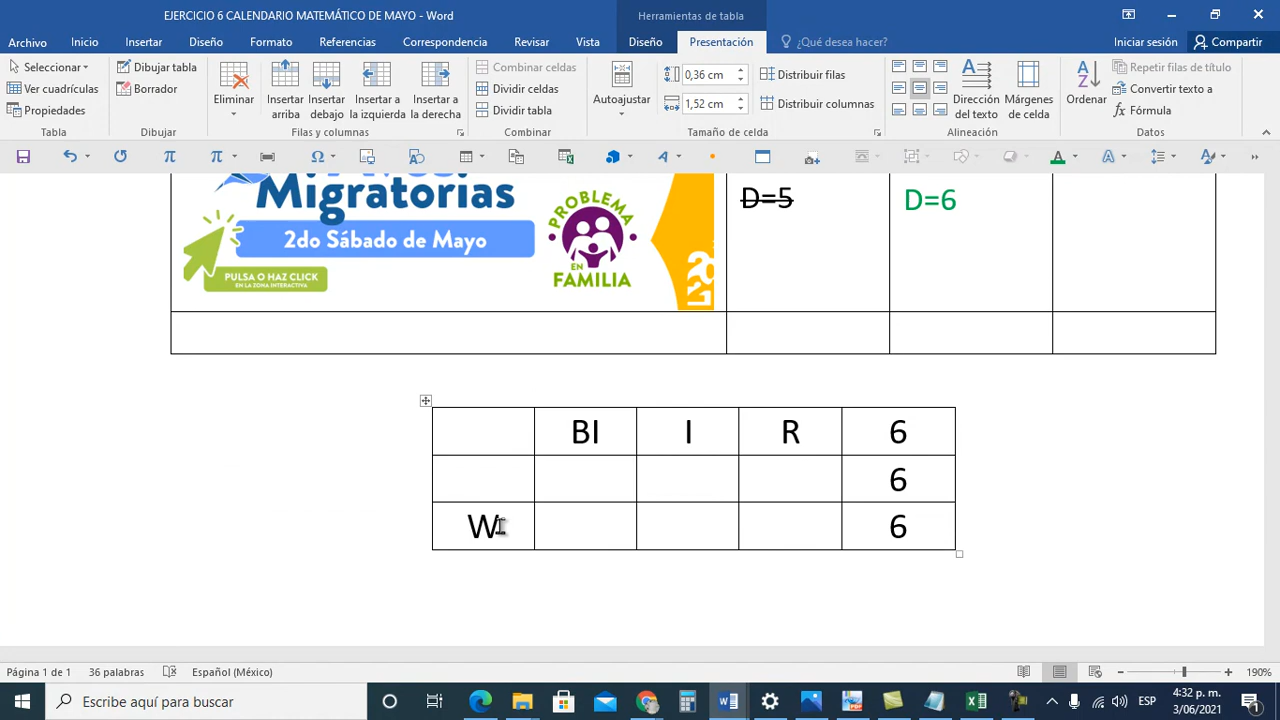 EJERCICIO 6 CALENDARIO MATEMÁTICO DE MAYO - Word
Herramientas de tabla
Archivo Inicio Insertar Diseño Formato Referencias Correspondencia Revisar Vista Diseño Presentación ¿Qué desea hacer? Iniciar sesión Compartir
Seleccionar
Ver cuadrículas
Propiedades
Tabla
Dibujar tabla
Borrador
Dibujar
Eliminar
Insertar arriba
Insertar debajo
Insertar a la izquierda
Insertar a la derecha
Filas y columnas
Combinar celdas
Dividir celdas
Dividir tabla
Combinar
Autoajustar
0,36 cm
1,52 cm
Distribuir filas
Distribuir columnas
Tamaño de celda
Dirección del texto
Márgenes de celda
Alineación
Ordenar
Repetir filas de título
Convertir texto a
Fórmula
Datos
Migratorias
2do Sábado de Mayo
PULSA O HAZ CLICK
EN LA ZONA INTERACTIVA
PROBLEMA
EN
FAMILIA
2021
D=5
D=6
BI I R 6
6
W 6
Página 1 de 1 36 palabras Español (México) 190%
Escribe aquí para buscar
ESP
4:32 p. m.
3/06/2021
1